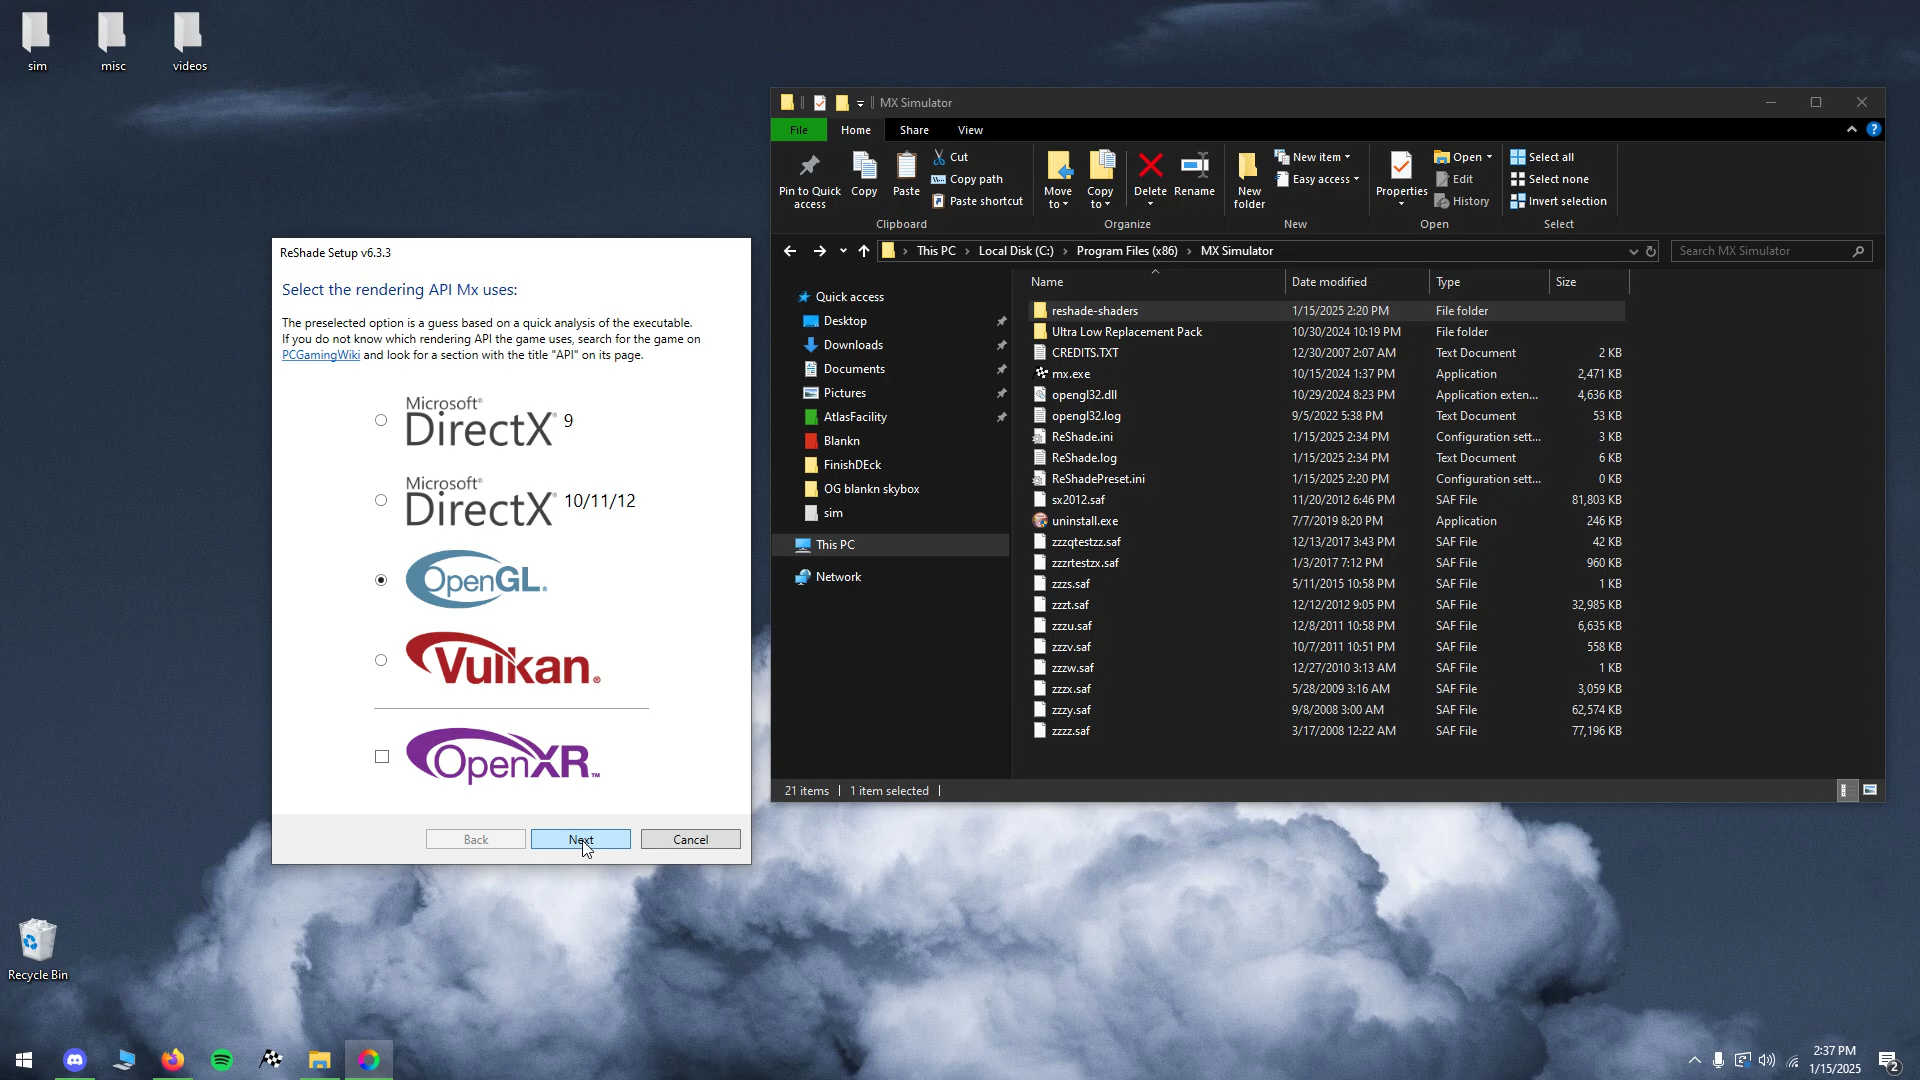 sim
misc
videos
Recycle Bin
ReShade Setup v6.3.3
Select the rendering API Mx uses:
The preselected option is a guess based on a quick analysis of the executable.
If you do not know which rendering API the game uses, search for the game on
PCGamingWiki and look for a section with the title "API" on its page.
Microsoft®
DirectX® 9
Microsoft®
DirectX® 10/11/12
OpenGL®
Vulkan®
OpenXR™
Back
Next
Cancel
MX Simulator
File
Home
Share
View
Pin to Quick
access
Copy
Paste
Cut
Copy path
Paste shortcut
Clipboard
Move
to
Copy
to
Delete
Rename
Organize
New
folder
New item
Easy access
New
Properties
Open
Edit
History
Open
Select all
Select none
Invert selection
Select
This PC
Local Disk (C:)
Program Files (x86)
MX Simulator
Search MX Simulator
Quick access
Desktop
Downloads
Documents
Pictures
AtlasFacility
Blankn
FinishDEck
OG blankn skybox
sim
This PC
Network
Name Date modified Type Size
reshade-shaders 1/15/2025 2:20 PM File folder
Ultra Low Replacement Pack 10/30/2024 10:19 PM File folder
CREDITS.TXT 12/30/2007 2:07 AM Text Document 2 KB
mx.exe 10/15/2024 1:37 PM Application 2,471 KB
opengl32.dll 10/29/2024 8:23 PM Application exten... 4,636 KB
opengl32.log 9/5/2022 5:38 PM Text Document 53 KB
ReShade.ini 1/15/2025 2:34 PM Configuration sett... 3 KB
ReShade.log 1/15/2025 2:34 PM Text Document 6 KB
ReShadePreset.ini 1/15/2025 2:20 PM Configuration sett... 0 KB
sx2012.saf 11/20/2012 6:46 PM SAF File 81,803 KB
uninstall.exe 7/7/2019 8:20 PM Application 246 KB
zzzqtestzz.saf 12/13/2017 3:43 PM SAF File 42 KB
zzzrtestzx.saf 1/3/2017 7:12 PM SAF File 960 KB
zzzs.saf 5/11/2015 10:58 PM SAF File 1 KB
zzzt.saf 12/12/2012 9:05 PM SAF File 32,985 KB
zzzu.saf 12/8/2011 10:58 PM SAF File 6,635 KB
zzzv.saf 10/7/2011 10:51 PM SAF File 558 KB
zzzw.saf 12/27/2010 3:13 AM SAF File 1 KB
zzzx.saf 5/28/2009 3:16 AM SAF File 3,059 KB
zzzy.saf 9/8/2008 3:00 AM SAF File 62,574 KB
zzzz.saf 3/17/2008 12:22 AM SAF File 77,196 KB
21 items
1 item selected
2:37 PM
1/15/2025
2